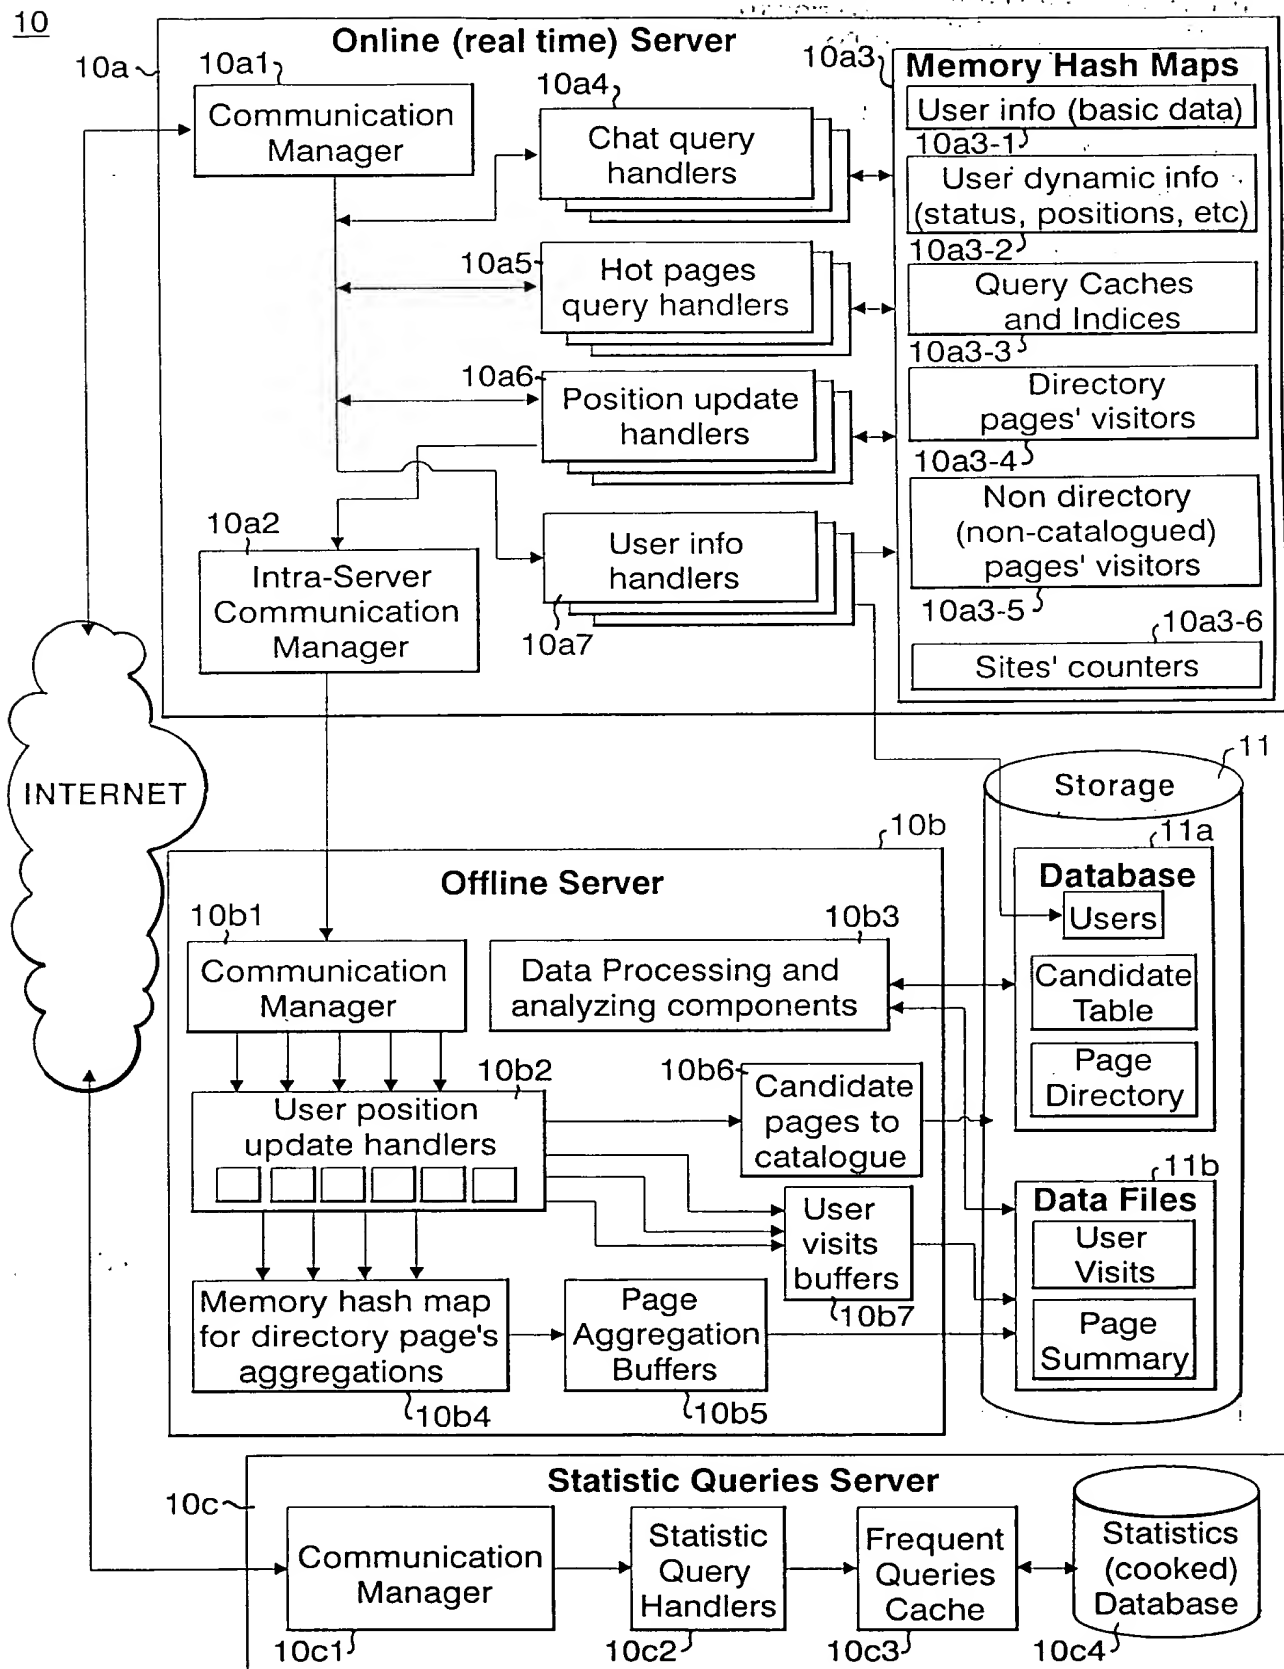 10
Online (real time) Server
10a
10a1
Communication
Manager
10a4
Chat query
handlers
10a5
Hot pages
query handlers
10a6
Position update
handlers
10a2
Intra-Server
Communication
Manager
User info
handlers
10a7
10a3
Memory Hash Maps
User info (basic data)
10a3-1
User dynamic info
(status, positions, etc)
10a3-2
Query Caches
and Indices
10a3-3
Directory
pages' visitors
10a3-4
Non directory
(non-catalogued)
pages' visitors
10a3-5
10a3-6
Sites' counters
INTERNET
11
Storage
11a
Database
Users
Candidate
Table
Page
Directory
11b
Data Files
User
Visits
Page
Summary
10b
Offline Server
10b1
Communication
Manager
10b3
Data Processing and
analyzing components
10b2
User position
update handlers
10b6
Candidate
pages to
catalogue
User
visits
buffers
10b7
Memory hash map
for directory page's
aggregations
10b4
Page
Aggregation
Buffers
10b5
Statistic Queries Server
10c
Communication
Manager
10c1
Statistic
Query
Handlers
10c2
Frequent
Queries
Cache
10c3
Statistics
(cooked)
Database
10c4